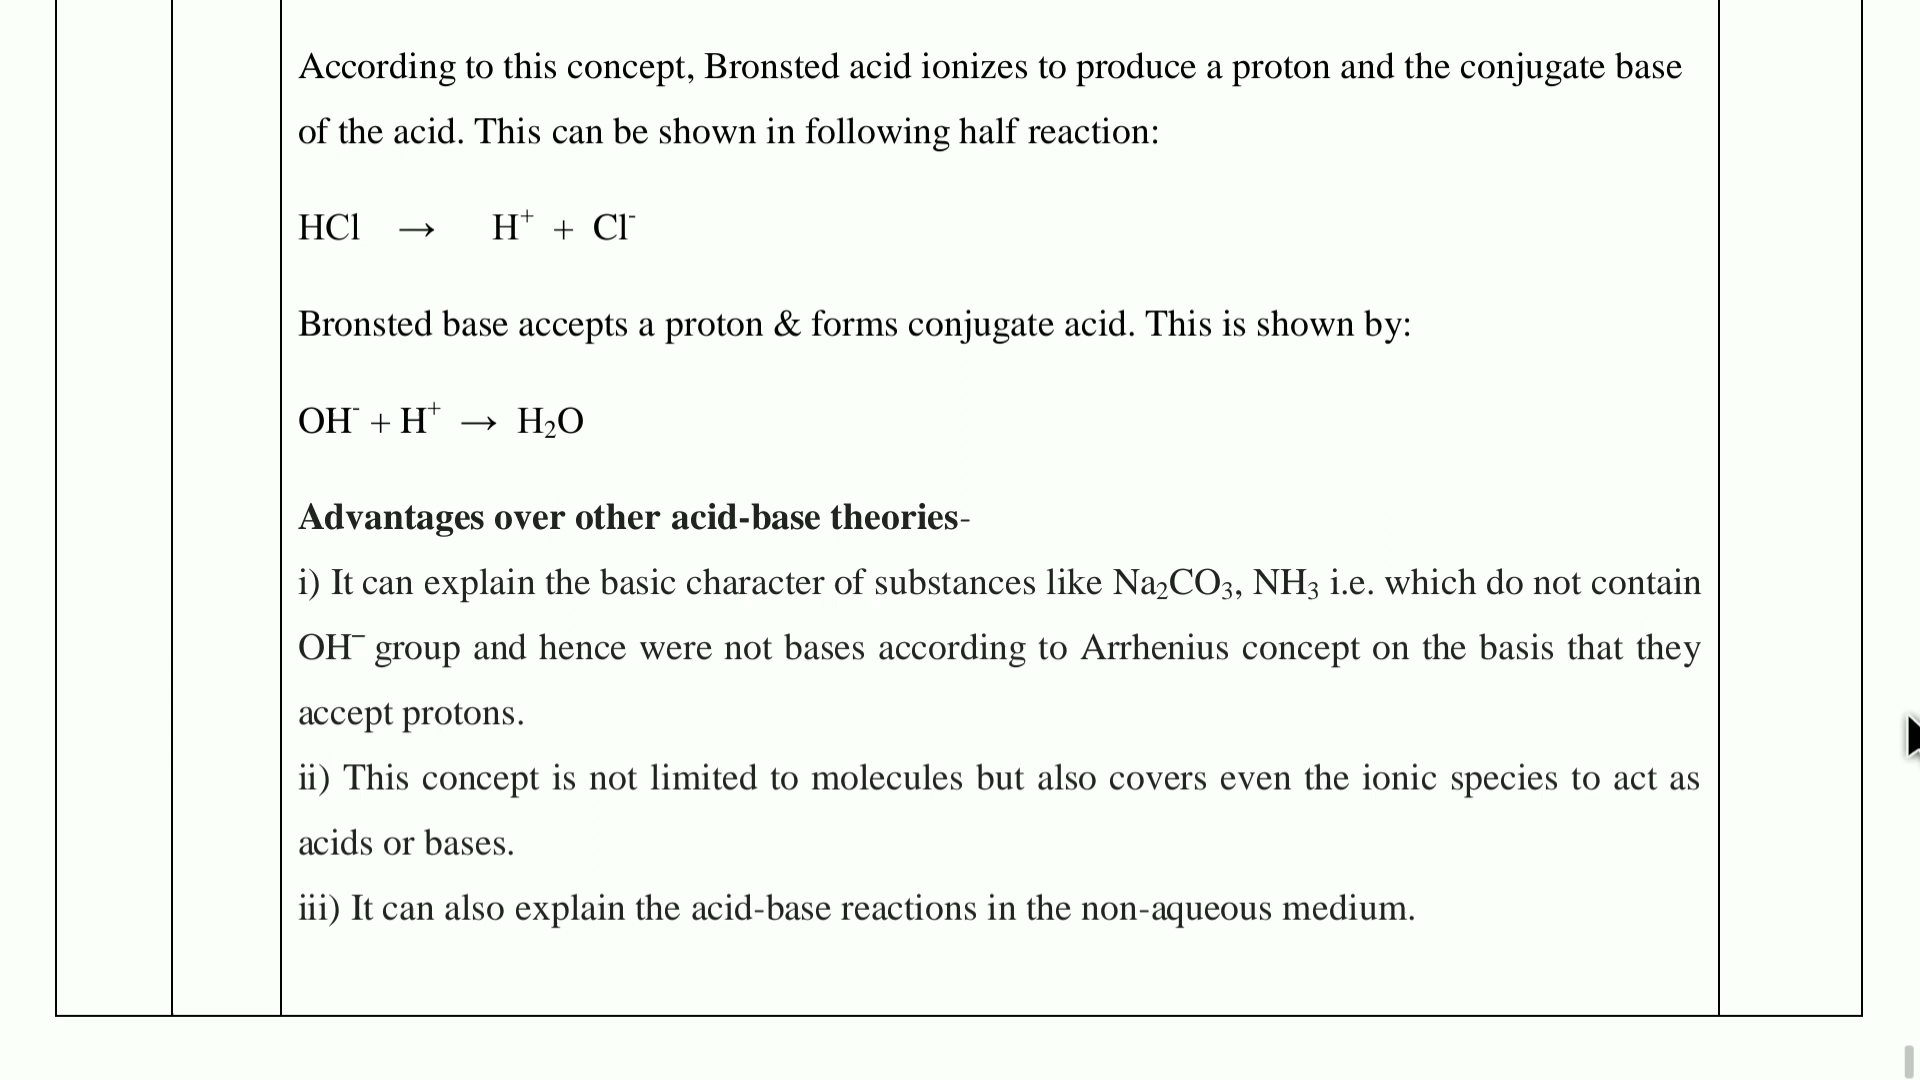 According to this concept, Bronsted acid ionizes to produce a proton and the conjugate base
of the acid. This can be shown in following half reaction:
HCl → H⁺ + Cl⁻
Bronsted base accepts a proton & forms conjugate acid. This is shown by:
OH⁻ + H⁺ → H₂O
Advantages over other acid-base theories-
i) It can explain the basic character of substances like Na₂CO₃, NH₃ i.e. which do not contain
OH⁻ group and hence were not bases according to Arrhenius concept on the basis that they
accept protons.
ii) This concept is not limited to molecules but also covers even the ionic species to act as
acids or bases.
iii) It can also explain the acid-base reactions in the non-aqueous medium.